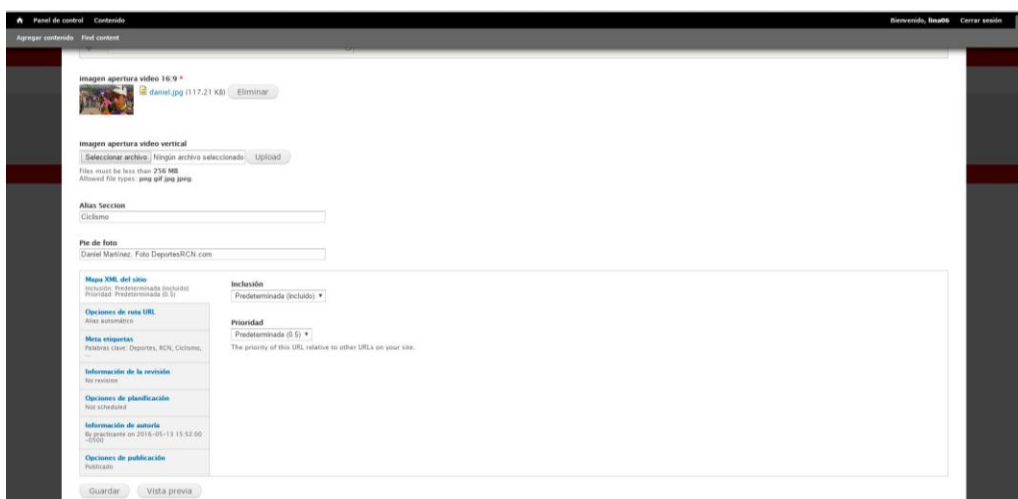 Panel de control Contenido Bienvenido, lina06 Cerrar sesión
Agregar contenido Find content
imagen apertura video 16:9 *
daniel.jpg (117.21 KB) Eliminar
imagen apertura video vertical
Seleccionar archivo Ningún archivo seleccionado Upload
Files must be less than 256 MB.
Allowed file types: png gif jpg jpeg.
Alias Seccion
Ciclismo
Pie de foto
Daniel Martínez. Foto DeportesRCN.com
Mapa XML del sitio
Inclusión: Predeterminada (incluido)
Prioridad: Predeterminada (0.5)
Opciones de ruta URL
Alias automático
Meta etiquetas
Palabras clave: Deportes, RCN, Ciclismo,
...
Información de la revisión
No revision
Opciones de planificación
Not scheduled
Información de autoría
By practicante on 2016-05-13 15:52:00
-0500
Opciones de publicación
Publicado
Inclusión
Predeterminada (incluido)
Prioridad
Predeterminada (0.5)
The priority of this URL relative to other URLs on your site.
Guardar Vista previa